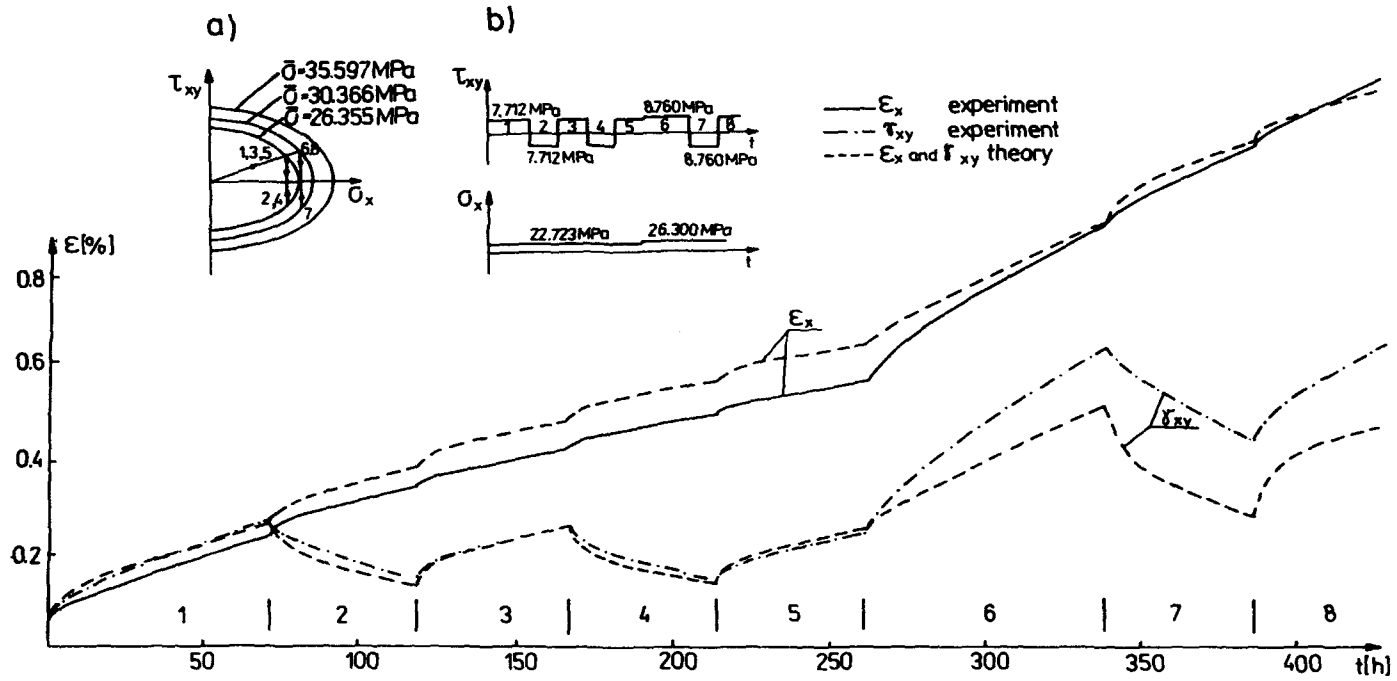 a)
τxy
σ̄=35.597MPa
σ̄=30.366MPa
σ̄=26.355MPa
1,3,5
6,8
2,4
7
σx
b)
τxy
7.712 MPa
8.760MPa
1 2 3 4 5 6 7 8
t
7.712MPa
8.760MPa
σx
22.723MPa
26.300MPa
t
εx experiment
γxy experiment
εx and γxy theory
ε[%]
0.8
0.6
0.4
0.2
εx
γxy
1 2 3 4 5 6 7 8
50 100 150 200 250 300 350 400 t[h]